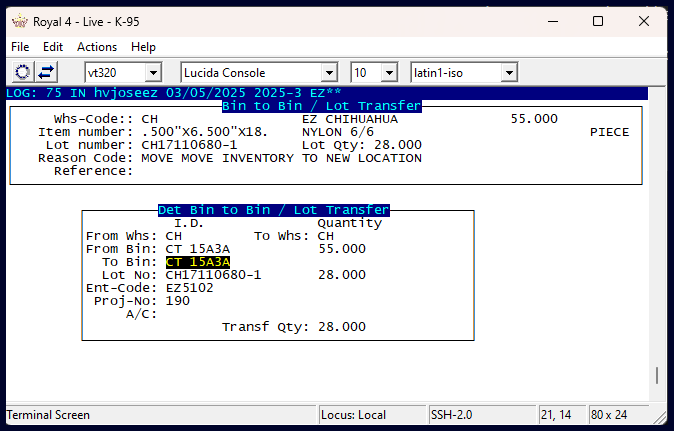 Royal 4 - Live - K-95
File Edit Actions Help
vt320 Lucida Console 10 latin1-iso
LOG: 75 IN hvjoseez 03/05/2025 2025-3 EZ**
Bin to Bin / Lot Transfer
Whs-Code:: CH EZ CHIHUAHUA 55.000
Item number: .500"X6.500"X18. NYLON 6/6 PIECE
Lot number: CH17110680-1 Lot Qty: 28.000
Reason Code: MOVE MOVE INVENTORY TO NEW LOCATION
Reference:
Det Bin to Bin / Lot Transfer
I.D. Quantity
From Whs: CH To Whs: CH
From Bin: CT 15A3A 55.000
To Bin: CT 15A3A
Lot No: CH17110680-1 28.000
Ent-Code: EZ5102
Proj-No: 190
A/C:
Transf Qty: 28.000
Terminal Screen Locus: Local SSH-2.0 21, 14 80 x 24